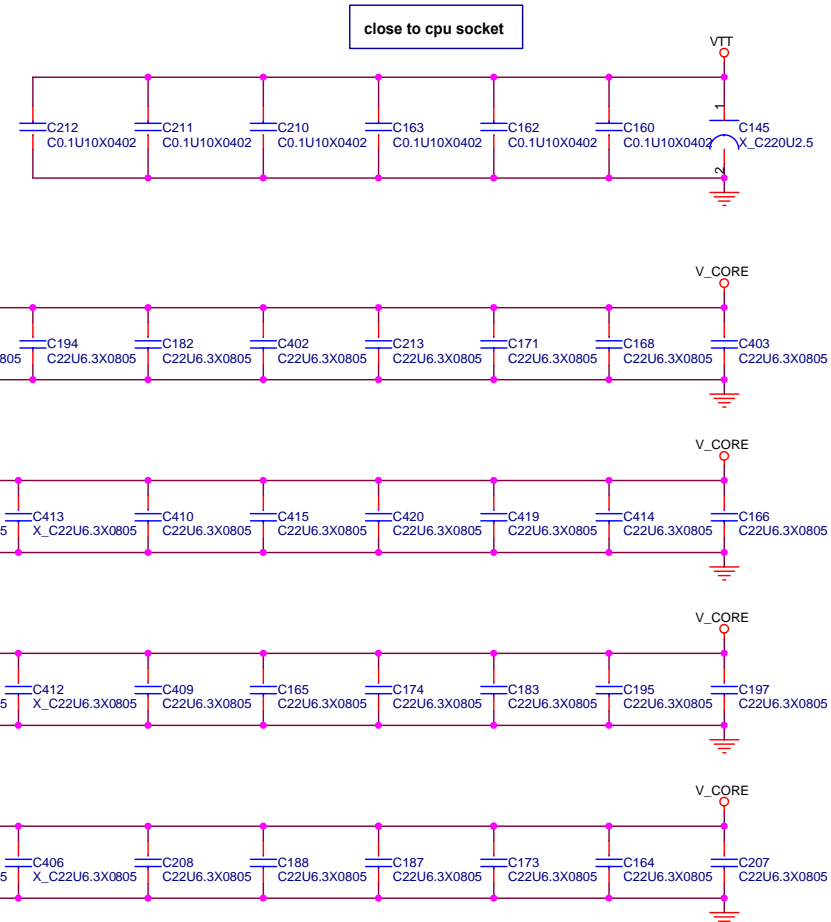 close to cpu socket
VTT
1
C212 C211 C210 C163 C162 C160 C145
C0.1U10X0402 C0.1U10X0402 C0.1U10X0402 C0.1U10X0402 C0.1U10X0402 C0.1U10X0402 X_C220U2.5
2
V_CORE
C194 C182 C402 C213 C171 C168 C403
805 C22U6.3X0805 C22U6.3X0805 C22U6.3X0805 C22U6.3X0805 C22U6.3X0805 C22U6.3X0805 C22U6.3X0805
V_CORE
C413 C410 C415 C420 C419 C414 C166
5 X_C22U6.3X0805 C22U6.3X0805 C22U6.3X0805 C22U6.3X0805 C22U6.3X0805 C22U6.3X0805 C22U6.3X0805
V_CORE
C412 C409 C165 C174 C183 C195 C197
5 X_C22U6.3X0805 C22U6.3X0805 C22U6.3X0805 C22U6.3X0805 C22U6.3X0805 C22U6.3X0805 C22U6.3X0805
V_CORE
C406 C208 C188 C187 C173 C164 C207
5 X_C22U6.3X0805 C22U6.3X0805 C22U6.3X0805 C22U6.3X0805 C22U6.3X0805 C22U6.3X0805 C22U6.3X0805